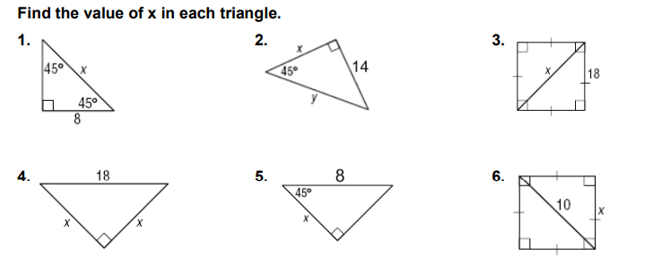 Find the value of x in each triangle.
1.
45°
x
45°
8
2.
x
45°
14
y
3.
x
18
4.
18
x
x
5.
8
45°
x
6.
10
x